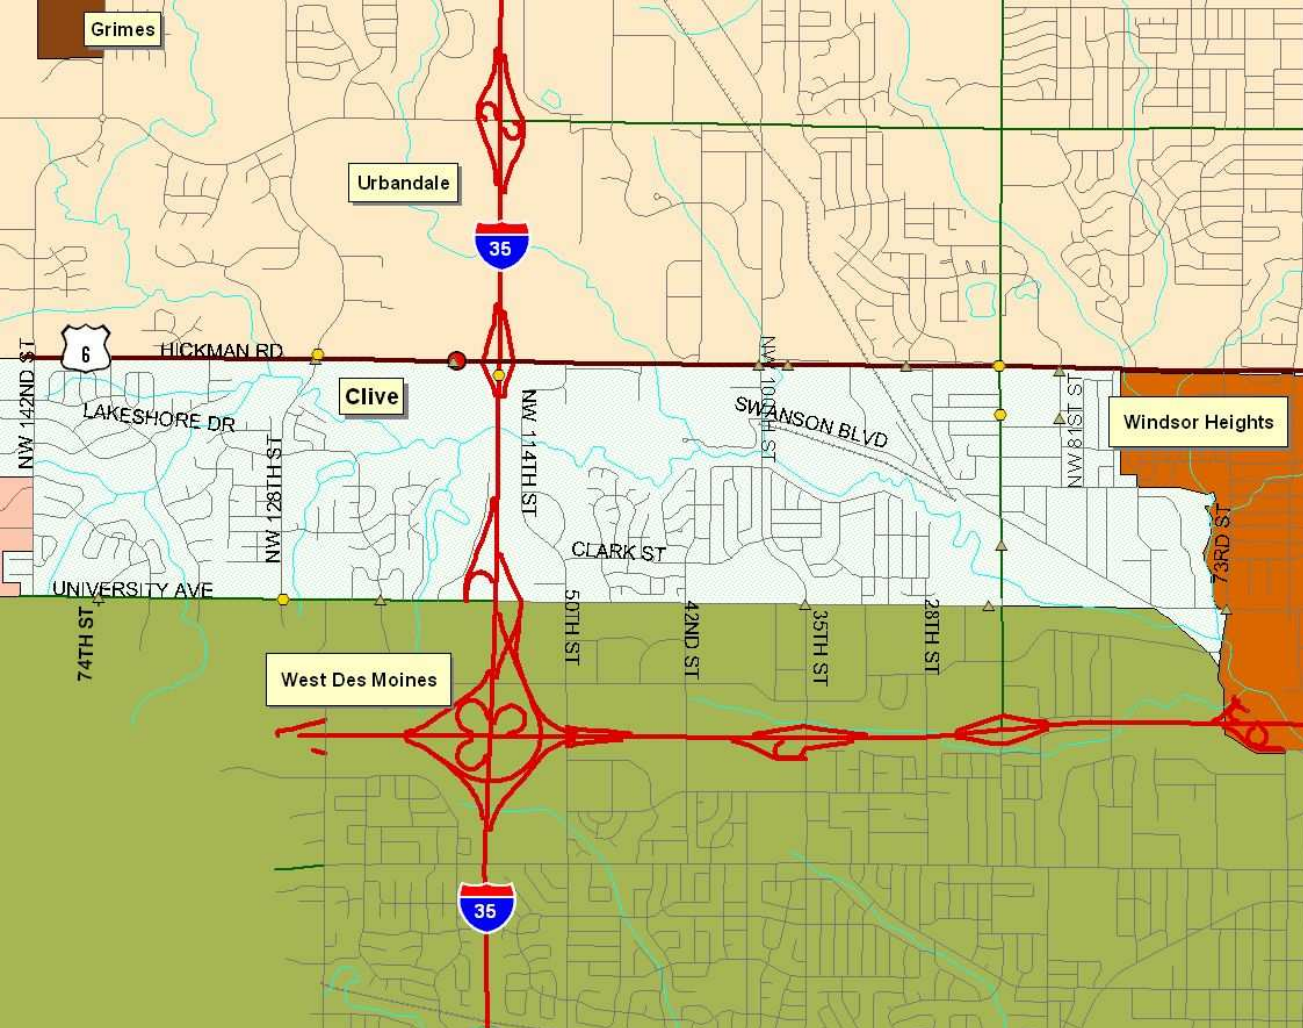 Grimes
Urbandale
35
6
HICKMAN RD
NW 142ND ST
Clive
LAKESHORE DR
NW 128TH ST
NW 114TH ST
NW 100TH ST
SWANSON BLVD
NW 81ST ST
Windsor Heights
73RD ST
CLARK ST
UNIVERSITY AVE
74TH ST
50TH ST
42ND ST
35TH ST
28TH ST
West Des Moines
35